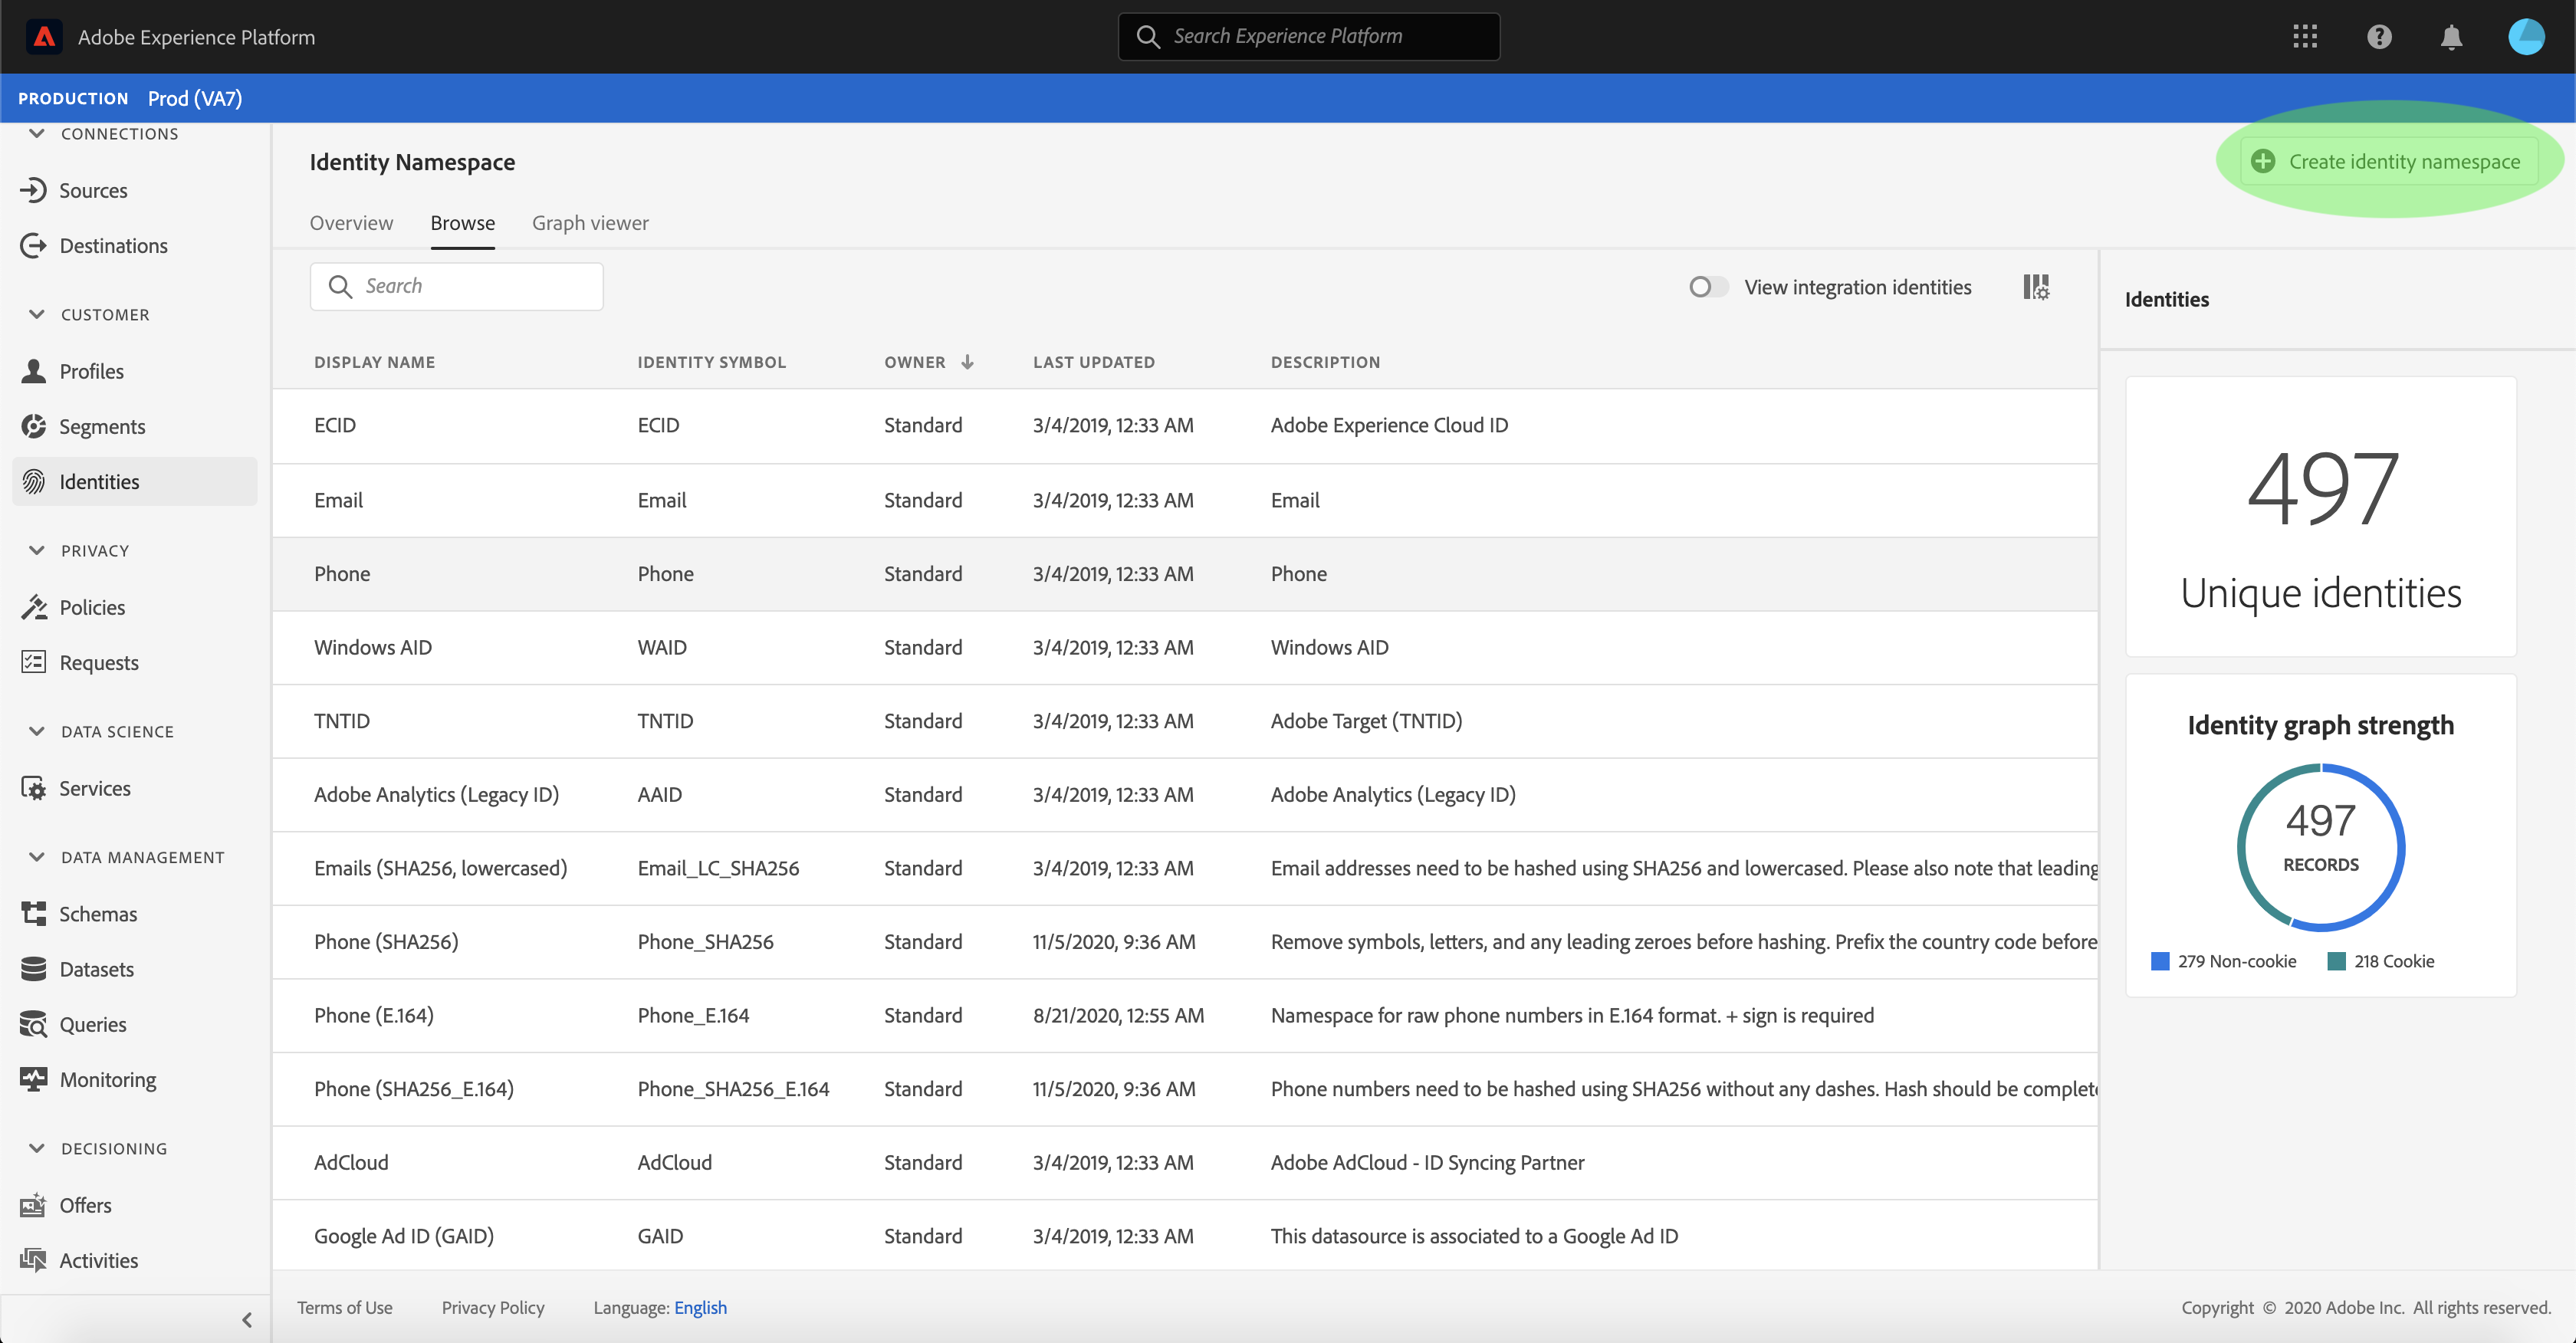 Adobe Experience Platform
Search Experience Platform
PRODUCTION Prod (VA7)
CONNECTIONS
Sources
Destinations
CUSTOMER
Profiles
Segments
Identities
PRIVACY
Policies
Requests
DATA SCIENCE
Services
DATA MANAGEMENT
Schemas
Datasets
Queries
Monitoring
DECISIONING
Offers
Activities
Identity Namespace
Create identity namespace
Overview Browse Graph viewer
Search
View integration identities
DISPLAY NAME IDENTITY SYMBOL OWNER LAST UPDATED DESCRIPTION
ECID ECID Standard 3/4/2019, 12:33 AM Adobe Experience Cloud ID
Email Email Standard 3/4/2019, 12:33 AM Email
Phone Phone Standard 3/4/2019, 12:33 AM Phone
Windows AID WAID Standard 3/4/2019, 12:33 AM Windows AID
TNTID TNTID Standard 3/4/2019, 12:33 AM Adobe Target (TNTID)
Adobe Analytics (Legacy ID) AAID Standard 3/4/2019, 12:33 AM Adobe Analytics (Legacy ID)
Emails (SHA256, lowercased) Email_LC_SHA256 Standard 3/4/2019, 12:33 AM Email addresses need to be hashed using SHA256 and lowercased. Please also note that leading
Phone (SHA256) Phone_SHA256 Standard 11/5/2020, 9:36 AM Remove symbols, letters, and any leading zeroes before hashing. Prefix the country code before
Phone (E.164) Phone_E.164 Standard 8/21/2020, 12:55 AM Namespace for raw phone numbers in E.164 format. + sign is required
Phone (SHA256_E.164) Phone_SHA256_E.164 Standard 11/5/2020, 9:36 AM Phone numbers need to be hashed using SHA256 without any dashes. Hash should be complete
AdCloud AdCloud Standard 3/4/2019, 12:33 AM Adobe AdCloud - ID Syncing Partner
Google Ad ID (GAID) GAID Standard 3/4/2019, 12:33 AM This datasource is associated to a Google Ad ID
Identities
497
Unique identities
Identity graph strength
497
RECORDS
279 Non-cookie 218 Cookie
Terms of Use Privacy Policy Language: English
Copyright © 2020 Adobe Inc. All rights reserved.